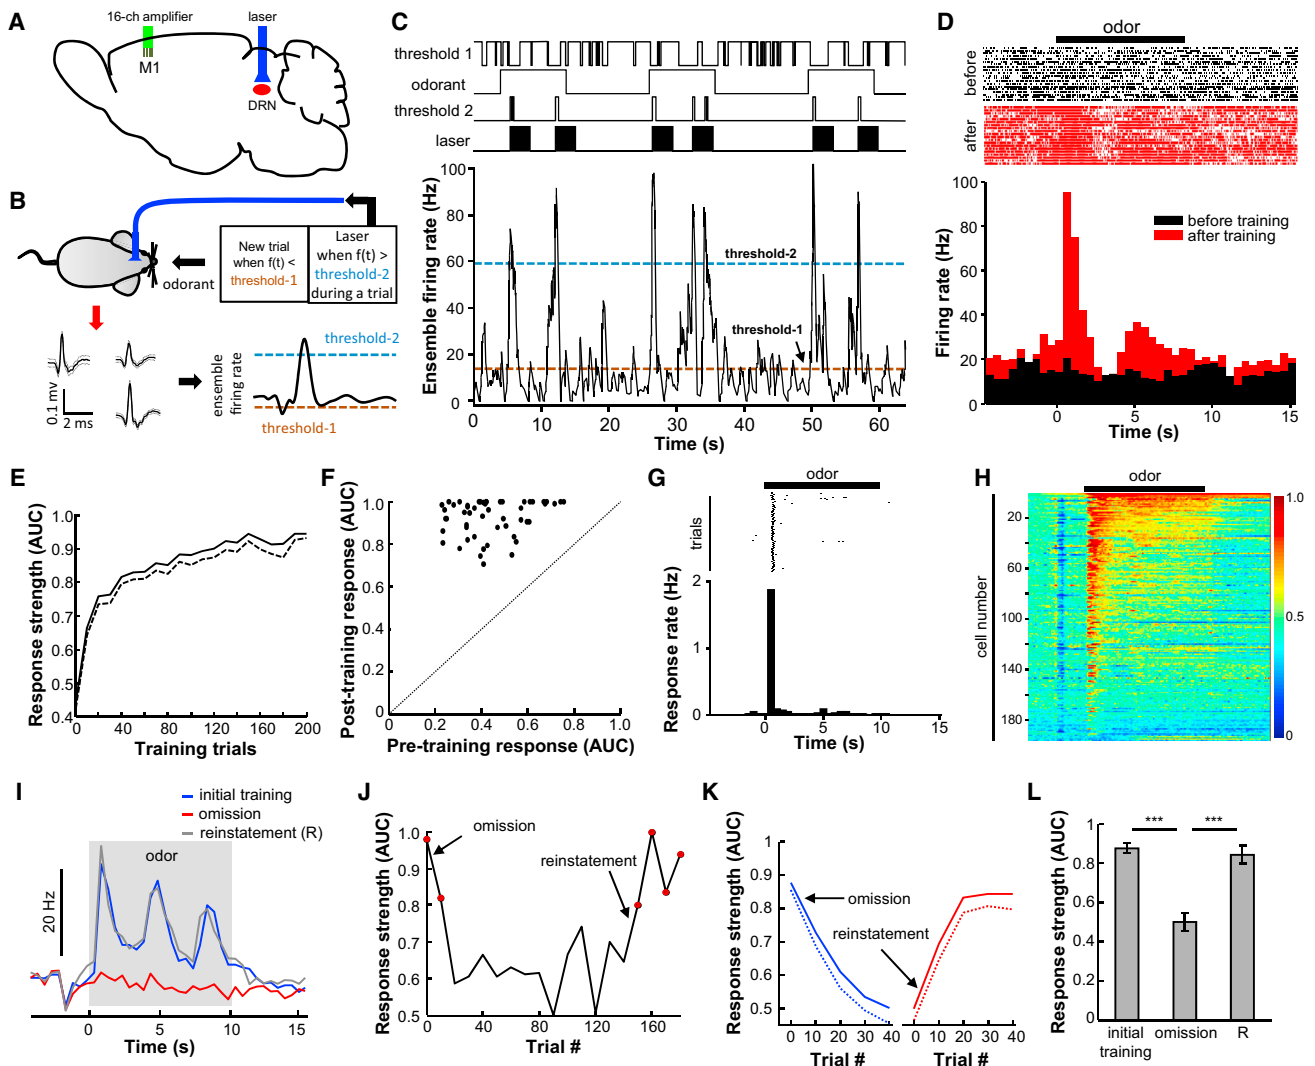 A
16-ch amplifier
laser
M1
DRN
B
odorant
New trial
when f(t) <
threshold-1
Laser
when f(t) >
threshold-2
during a trial
0.1 mv
2 ms
ensemble
firing rate
threshold-2
threshold-1
C
threshold 1
odorant
threshold 2
laser
Ensemble firing rate (Hz)
100
80
60
40
20
0
threshold-2
threshold-1
0 10 20 30 40 50 60
Time (s)
D
odor
before
after
Firing rate (Hz)
100
80
60
40
20
0
before training
after training
0 5 10 15
Time (s)
E
Response strength (AUC)
1.0
0.9
0.8
0.7
0.6
0.5
0.4
0 40 80 120 160 200
Training trials
F
Post-training response (AUC)
1.0
0.8
0.6
0.4
0.2
0
0 0.2 0.4 0.6 0.8 1.0
Pre-training response (AUC)
G
odor
trials
Response rate (Hz)
2
1
0
0 5 10 15
Time (s)
H
odor
cell number
20
60
100
140
180
1.0
0.5
0
I
initial training
omission
reinstatement (R)
odor
20 Hz
0 5 10 15
Time (s)
J
Response strength (AUC)
1.0
0.9
0.8
0.7
0.6
0.5
omission
reinstatement
0 40 80 120 160
Trial #
K
Response strength (AUC)
1
0.9
0.8
0.7
0.6
0.5
omission
reinstatement
0 10 20 30 40
0 10 20 30 40
Trial #
Trial #
L
Response strength (AUC)
1
0.8
0.6
0.4
0.2
0
*** ***
initial
training
omission
R